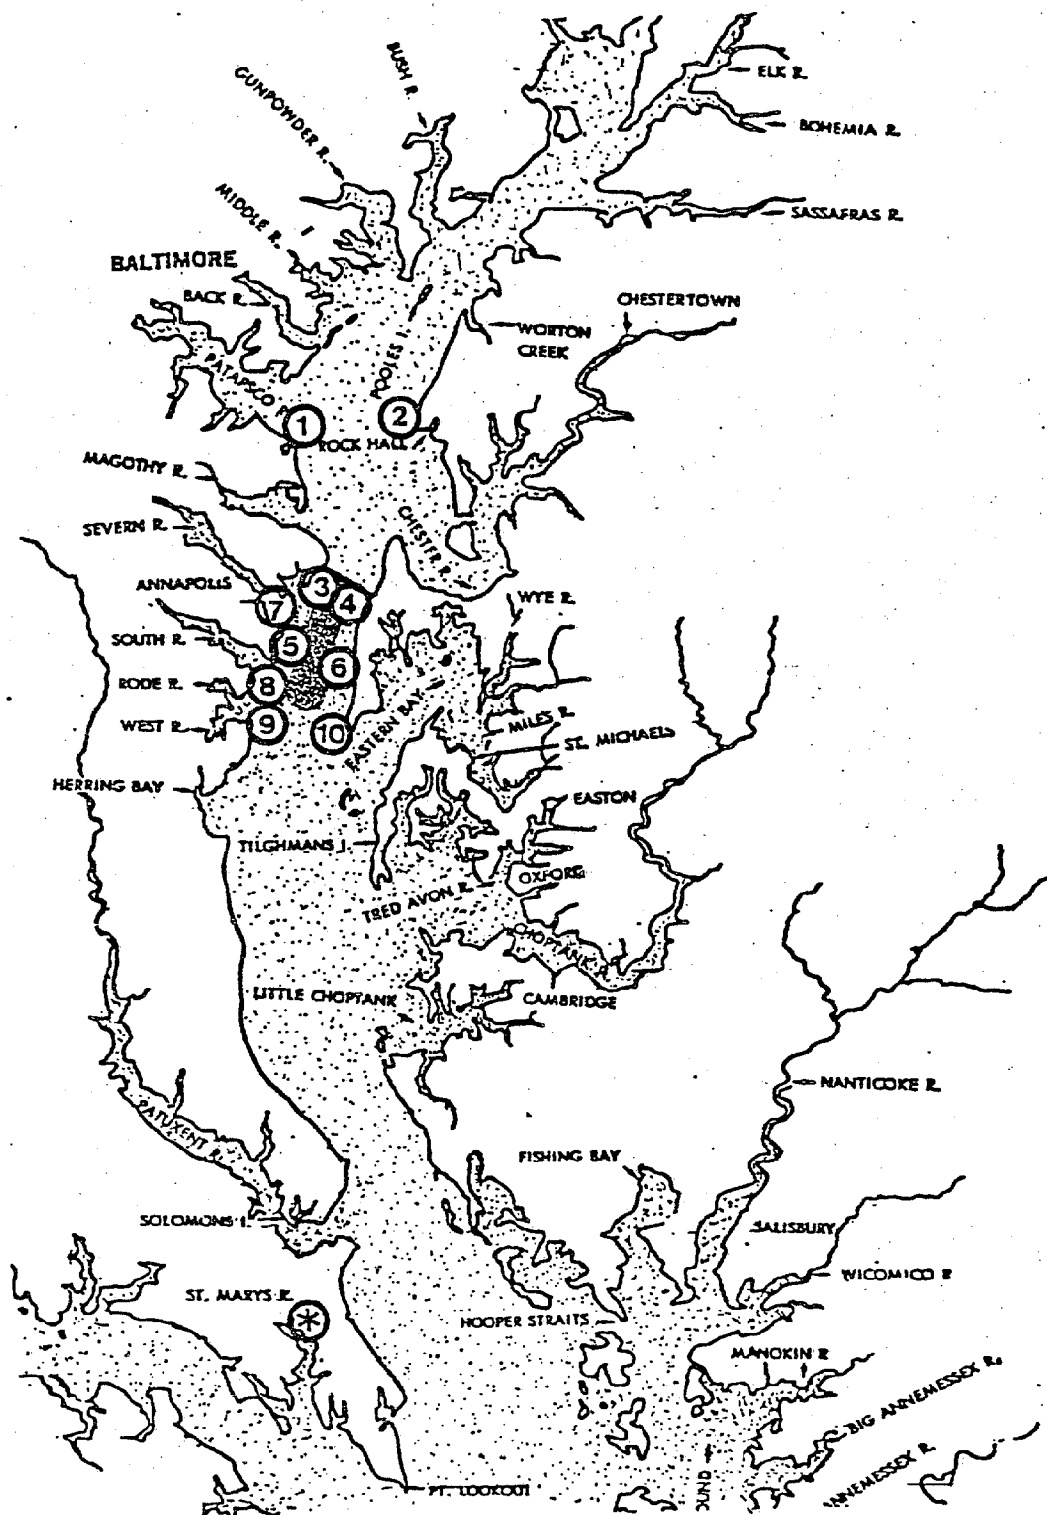 BUSH R.
GUNPOWDER R.
ELK R.
BOHEMIA R.
MIDDLE R.
SASSAFRAS R.
BALTIMORE
BACK R.
CHESTERTOWN
WORTON
CREEK
POOLES I.
PATAPSCO R.
1
2
ROCK HALL
MAGOTHY R.
SEVERN R.
CHESTER R.
ANNAPOLIS
3
4
7
WYE R.
SOUTH R.
5
6
RODE R.
8
WEST R.
9
10
EASTERN BAY
MILES R.
ST. MICHAELS
HERRING BAY
EASTON
TILGHMANS I.
OXFORD
TRED AVON R.
CHOPTANK R.
LITTLE CHOPTANK
CAMBRIDGE
NANTICOKE R.
PATUXENT R.
FISHING BAY
SOLOMONS I.
SALISBURY
WICOMICO R
ST. MARYS R.
*
HOOPER STRAITS
MANOKIN R
BIG ANNEMESSEX R.
NNEMESSEX R.
OUND
PT. LOOKOUT